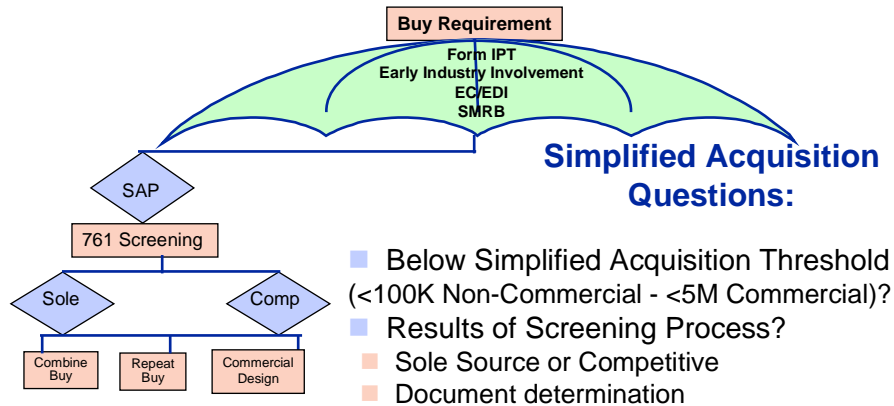 Buy Requirement
Form IPT
Early Industry Involvement
EC/EDI
SMRB
Simplified Acquisition
Questions:
SAP
761 Screening
Sole
Comp
Combine
Buy
Repeat
Buy
Commercial
Design
Below Simplified Acquisition Threshold
(<100K Non-Commercial - <5M Commercial)?
Results of Screening Process?
Sole Source or Competitive
Document determination